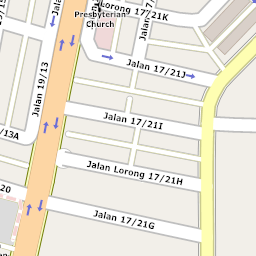 Lorong 17/21K
Presbyterian
Church
Jalan 17/21J
Jalan 19/13
Jalan 17/21I
/13A
Jalan Lorong 17/21H
20
Jalan 17/21G